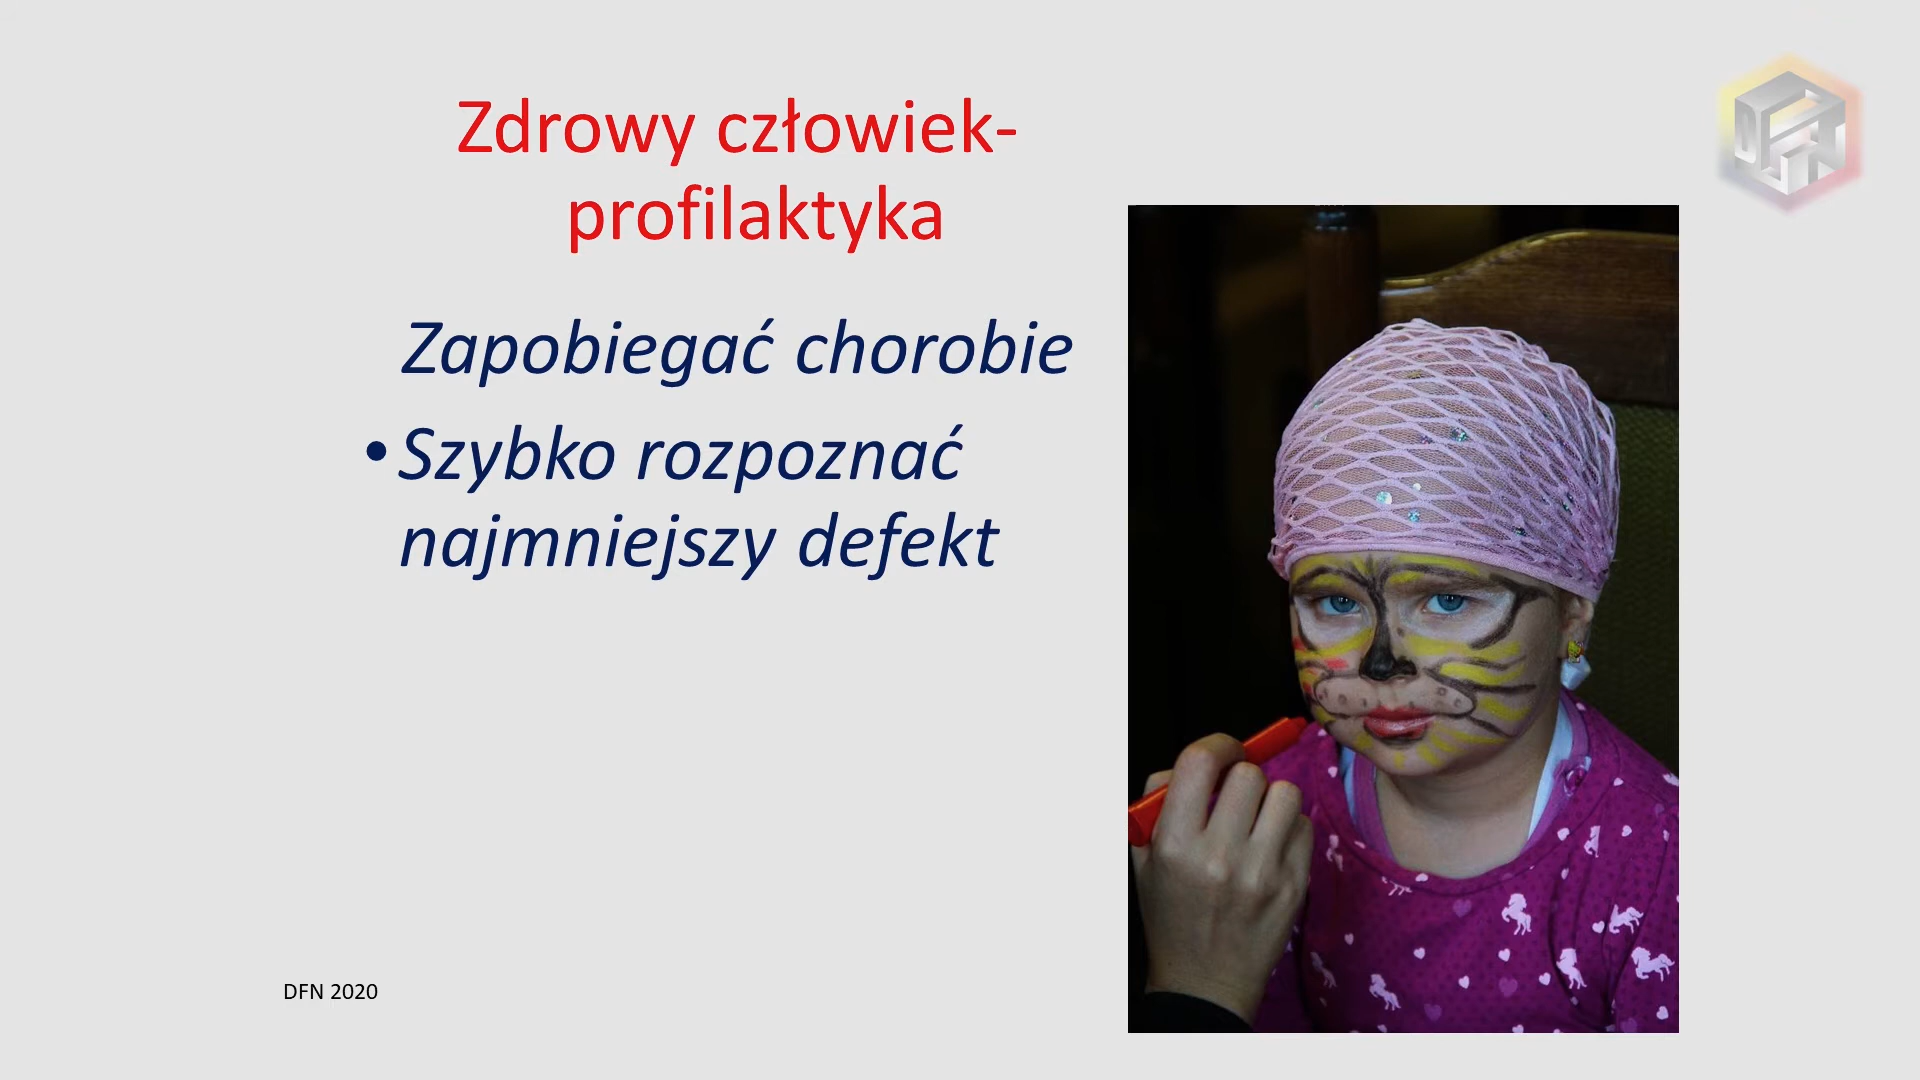 Zdrowy człowiek-
profilaktyka
Zapobiegać chorobie
• Szybko rozpoznać
najmniejszy defekt
DFN 2020